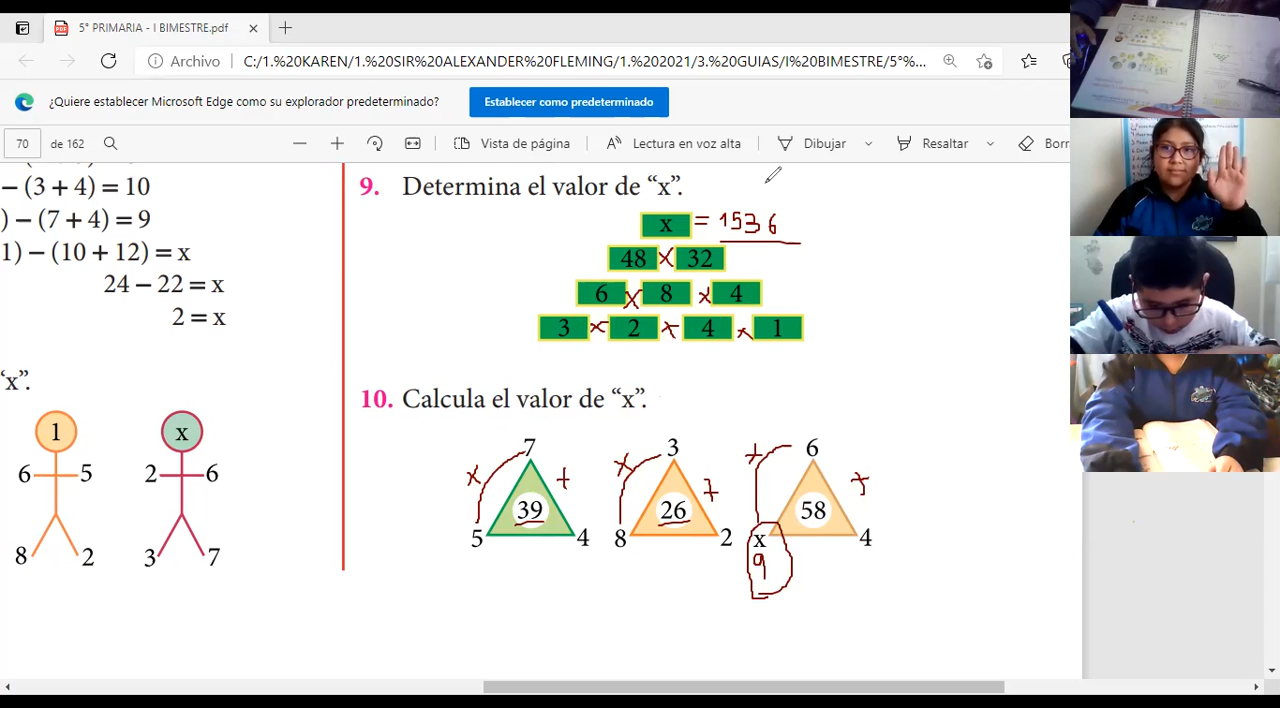 5° PRIMARIA - I BIMESTRE.pdf
Archivo C:/1.%20KAREN/1.%20SIR%20ALEXANDER%20FLEMING/1.%202021/3.%20GUIAS/I%20BIMESTRE/5°%...
¿Quiere establecer Microsoft Edge como su explorador predeterminado? Establecer como predeterminado
70 de 162 Vista de página Lectura en voz alta Dibujar Resaltar Borr
– (3 + 4) = 10
) – (7 + 4) = 9
1) – (10 + 12) = x
24 – 22 = x
2 = x
“x”.
1 x
6 5 2 6
8 2 3 7
9. Determina el valor de “x”.
x = 1536
48 x 32
6 x 8 x 4
3 x 2 x 4 x 1
10. Calcula el valor de “x”.
7 3 6
x + x + x +
39 26 58
5 4 8 2 x 4
9